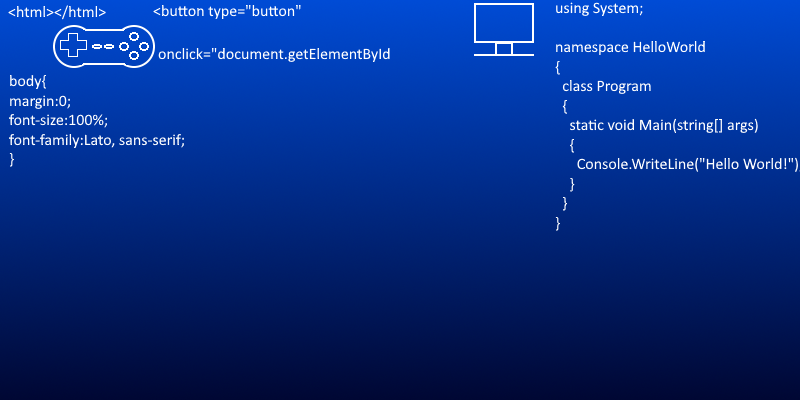 <html></html>
<button type="button"
onclick="document.getElementById
body{
margin:0;
font-size:100%;
font-family:Lato, sans-serif;
}
using System;
namespace HelloWorld
{
class Program
{
static void Main(string[] args)
{
Console.WriteLine("Hello World!");
}
}
}